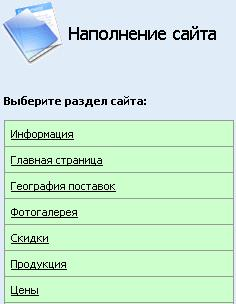 Наполнение сайта
Выберите раздел сайта:
Информация
Главная страница
География поставок
Фотогалерея
Скидки
Продукция
Цены